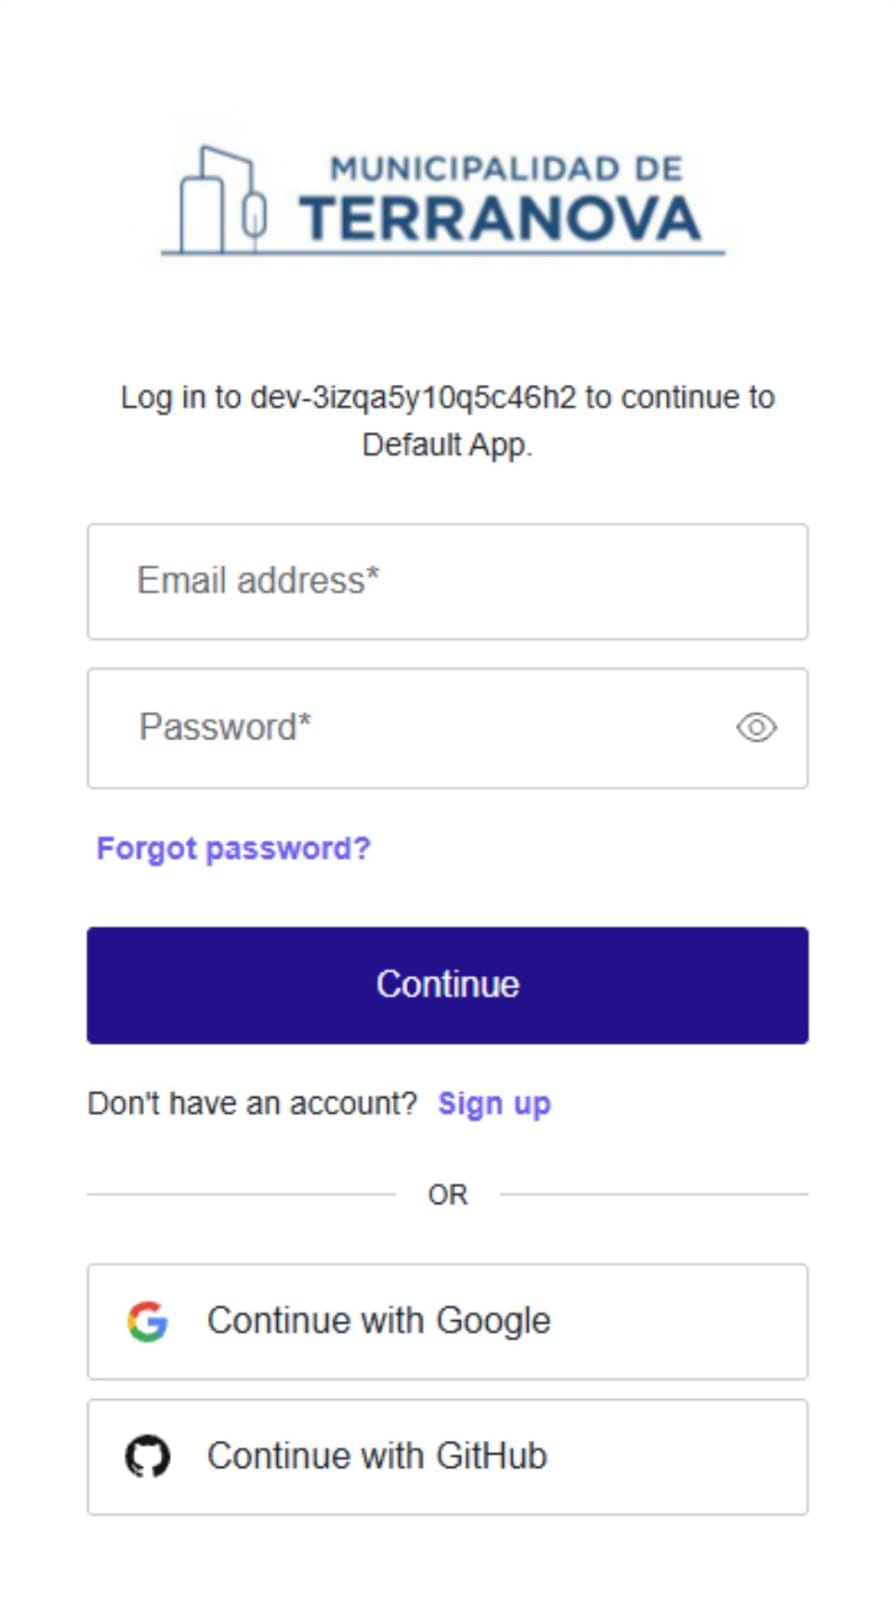 MUNICIPALIDAD DE
TERRANOVA
Log in to dev-3izqa5y10q5c46h2 to continue to
Default App.
Email address*
Password*
Forgot password?
Continue
Don't have an account? Sign up
OR
Continue with Google
Continue with GitHub